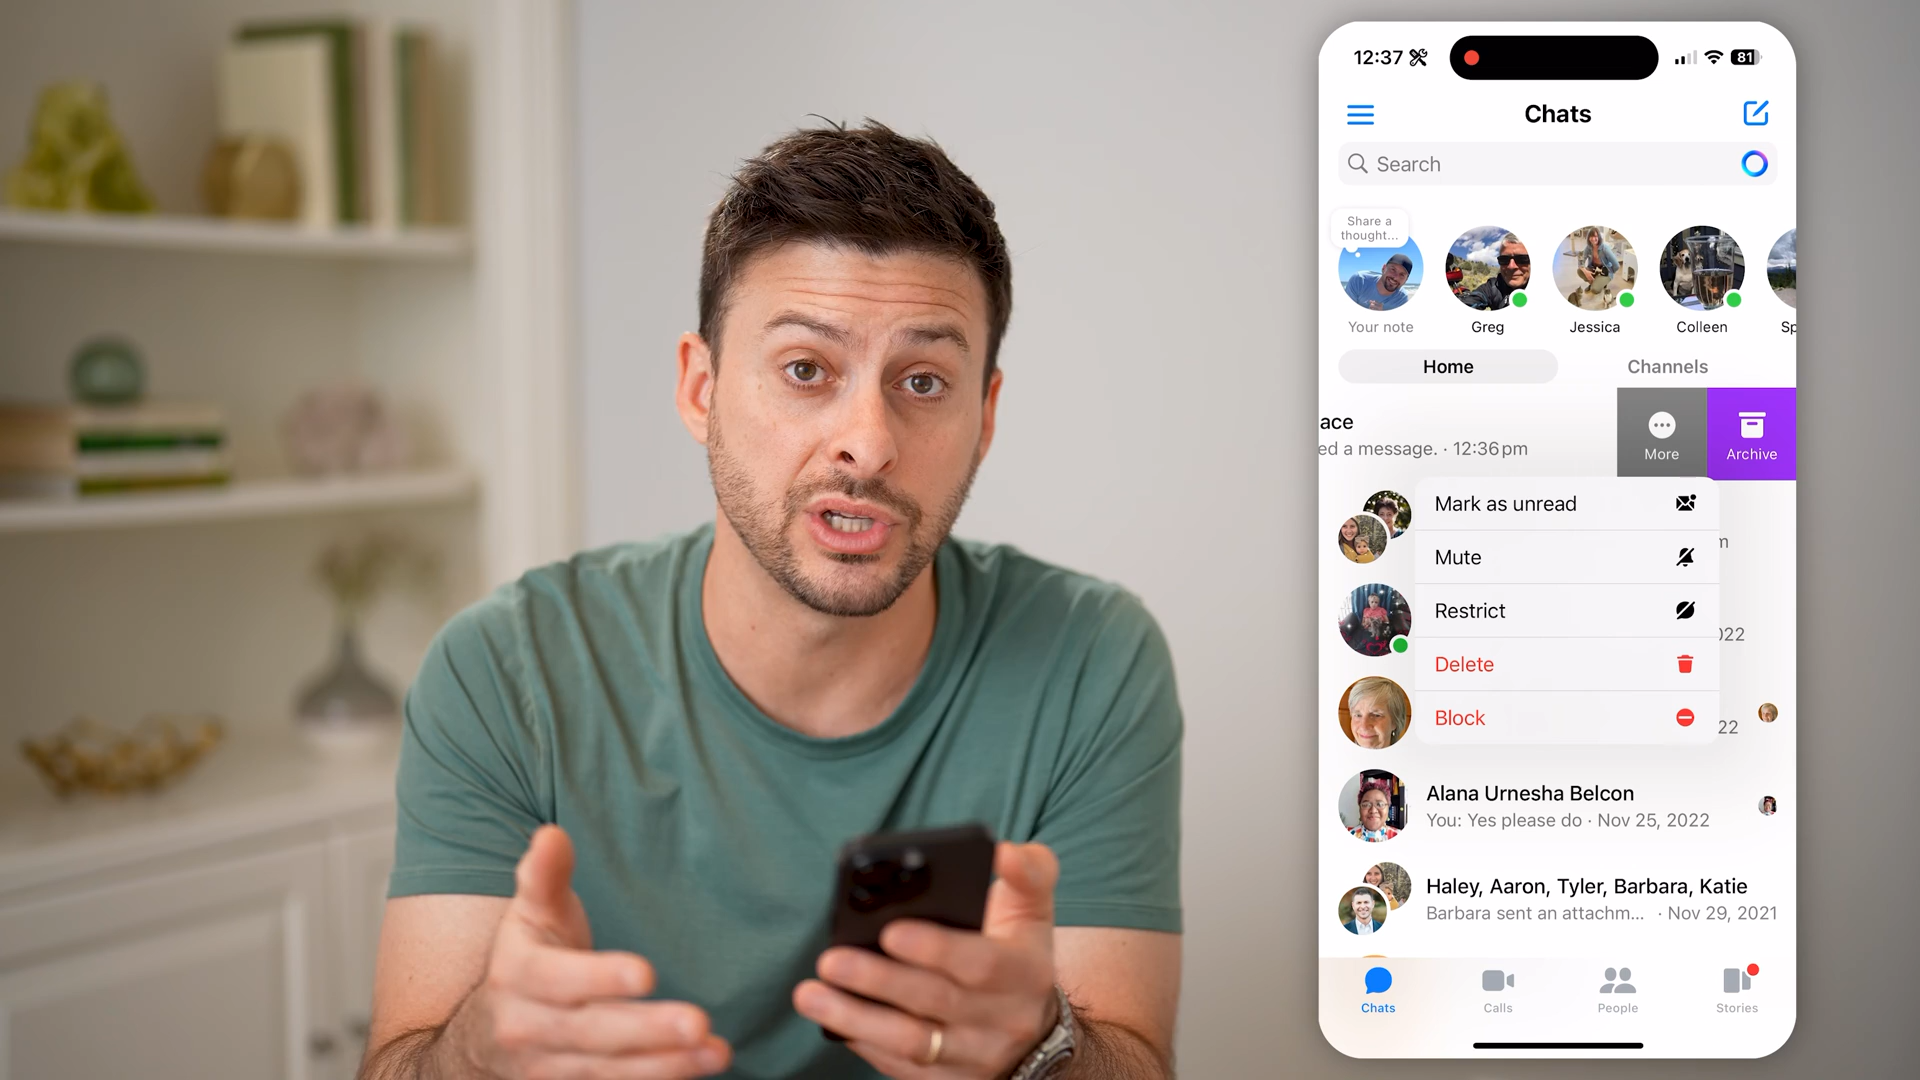 12:37
81
Chats
Search
Share a
thought...
Your note
Greg
Jessica
Colleen
Sp
Home
Channels
ace
ed a message. · 12:36 pm
More
Archive
Mark as unread
m
Mute
Restrict
022
Delete
Block
22
Alana Urnesha Belcon
You: Yes please do · Nov 25, 2022
Haley, Aaron, Tyler, Barbara, Katie
Barbara sent an attachm... · Nov 29, 2021
Chats
Calls
People
Stories